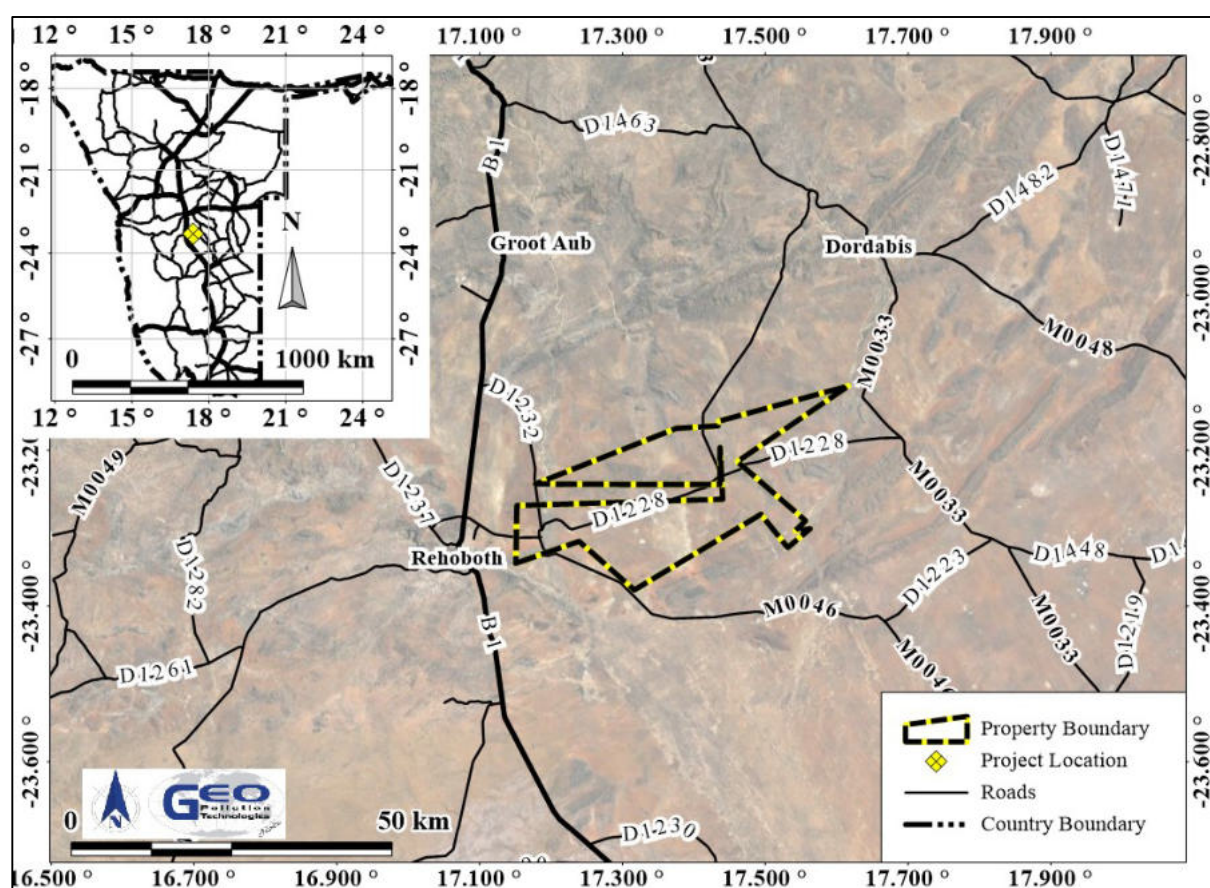 12 ° 15 ° 18 ° 21 ° 24 °
17.100 ° 17.300 ° 17.500 ° 17.700 ° 17.900 °
-18 °
-21 °
-24 °
-27 °
-18 °
-21 °
-24 °
-27 °
N
0 1000 km
12 ° 15 ° 18 ° 21 ° 24 °
-22.800 °
-23.000 °
-23.200 °
-23.400 °
-23.600 °
-23.20
-23.400 °
-23.600 °
B-1
D1463
D1482
D1471
Groot Aub
Dordabis
M0033
M0048
D1232
D1228
M0049
D1237
D1228
M0033
D1282
Rehoboth
D1223
D1448
M0046
D1219
M0033
B-1
D1261
M0046
D1230
Property Boundary
Project Location
Roads
Country Boundary
N
GEO
Pollution
Technologies
0 50 km
16.500 ° 16.700 ° 16.900 ° 17.100 ° 17.300 ° 17.500 ° 17.700 ° 17.900 °